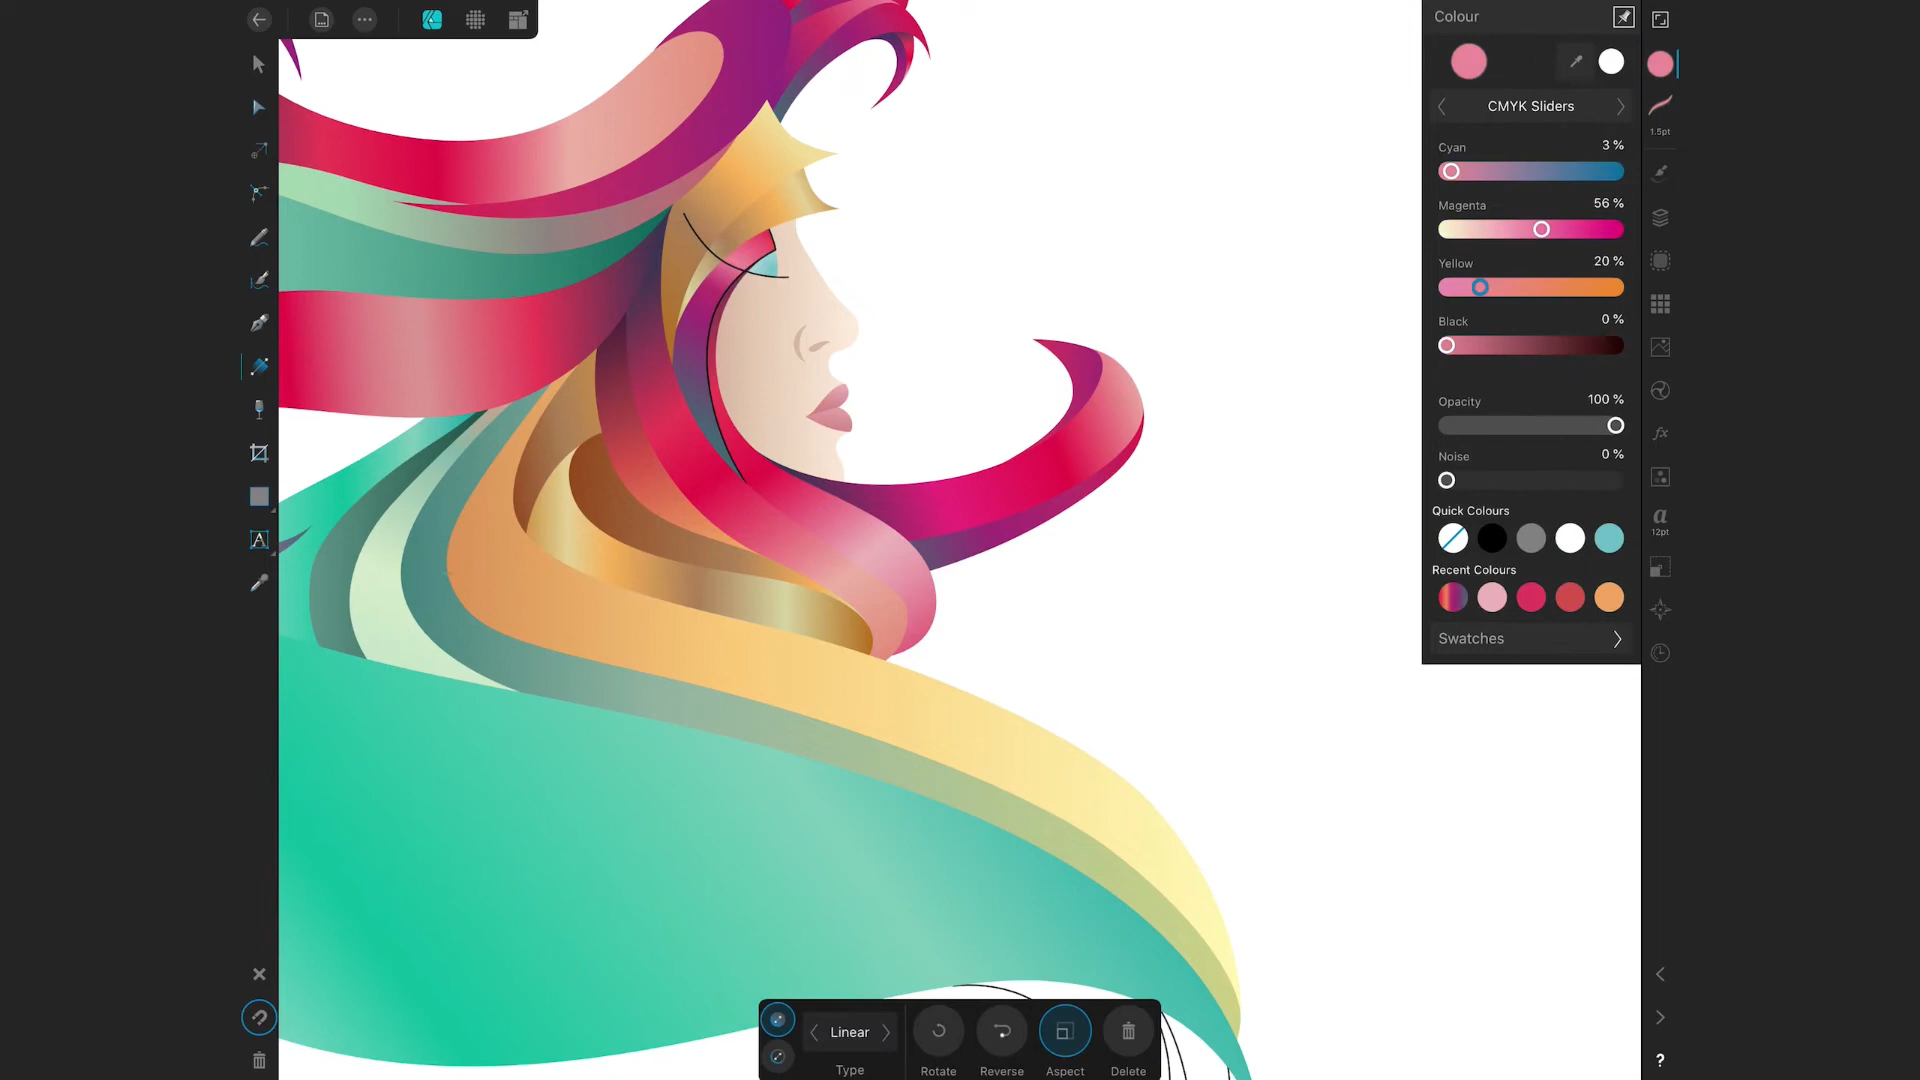 Colour
CMYK Sliders
1.5pt
Cyan 3 %
Magenta 56 %
Yellow 20 %
Black 0 %
Opacity 100 %
Noise 0 %
Quick Colours
Recent Colours
Swatches
fx
a
12pt
A
Linear
Type
Rotate
Reverse
Aspect
Delete
?